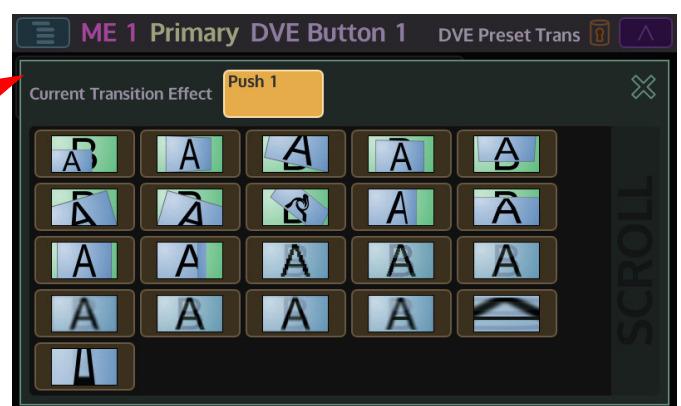 ME 1 Primary DVE Button 1 DVE Preset Trans
Current Transition Effect Push 1
A B A A B A B A B
A B A B A A A B
A A A A A
A A A A
SCROLL